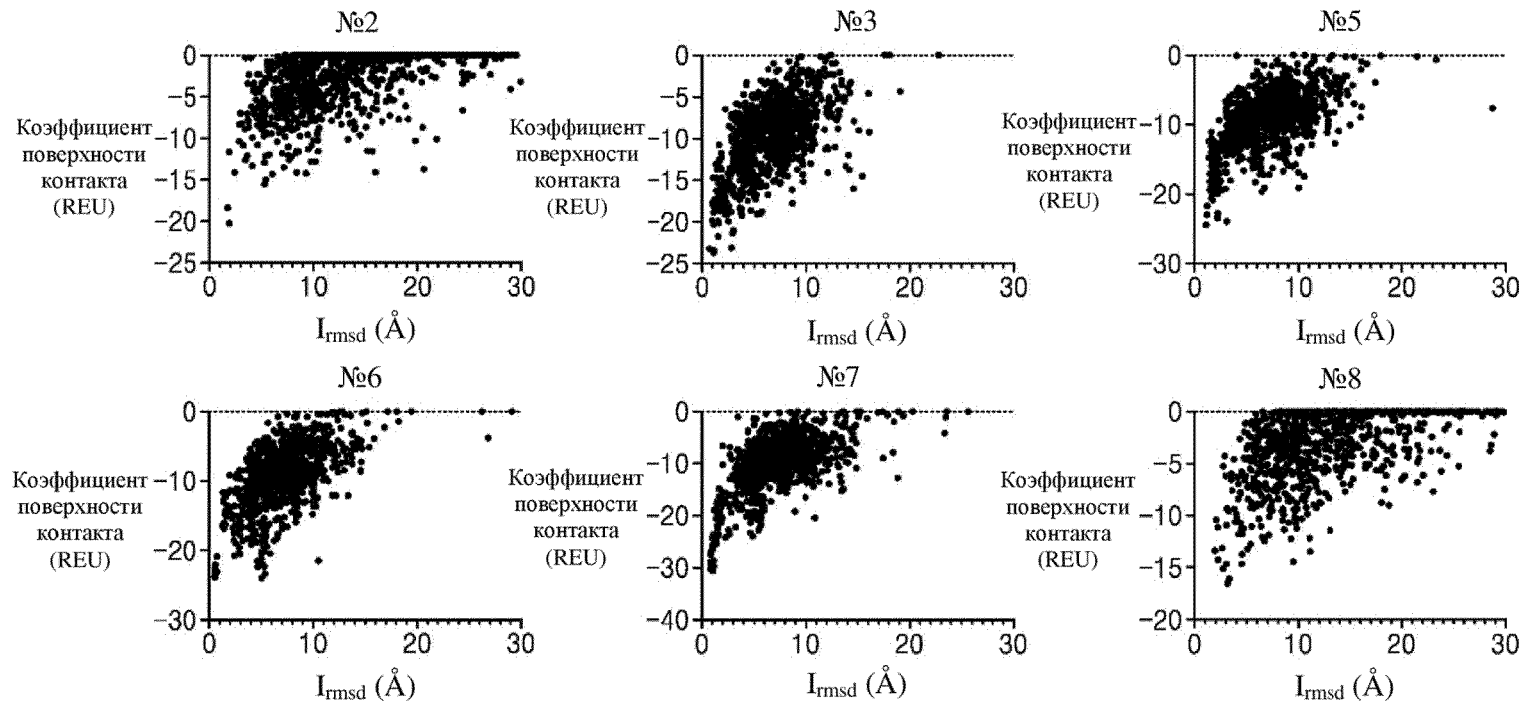 №2
0
−5
−10
−15
−20
−25
Коэффициент
поверхности
контакта
(REU)
0 10 20 30
Irmsd (Å)
№3
0
−5
−10
−15
−20
−25
Коэффициент
поверхности
контакта
(REU)
0 10 20 30
Irmsd (Å)
№5
0
−10
−20
−30
Коэффициент
поверхности
контакта
(REU)
0 10 20 30
Irmsd (Å)
№6
0
−10
−20
−30
Коэффициент
поверхности
контакта
(REU)
0 10 20 30
Irmsd (Å)
№7
0
−10
−20
−30
−40
Коэффициент
поверхности
контакта
(REU)
0 10 20 30
Irmsd (Å)
№8
0
−5
−10
−15
−20
Коэффициент
поверхности
контакта
(REU)
0 10 20 30
Irmsd (Å)